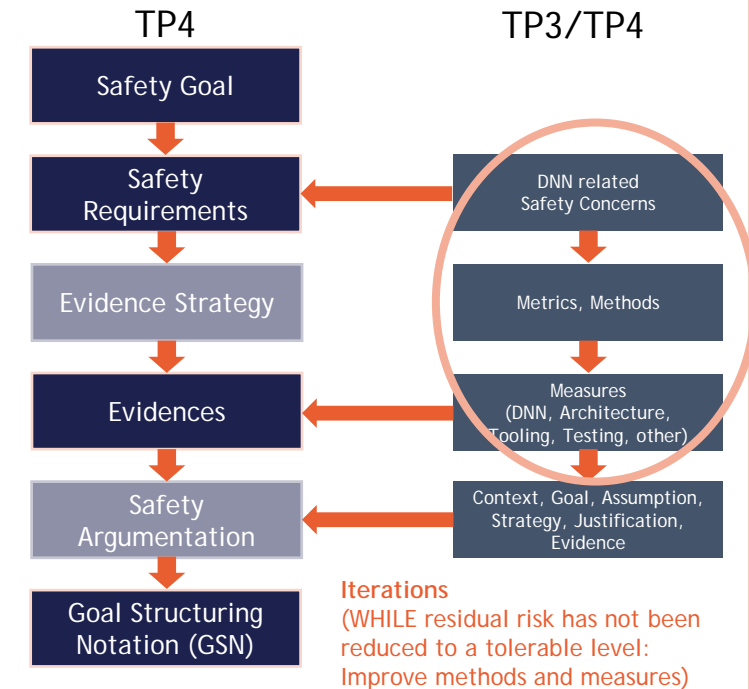 TP4
TP3/TP4
Safety Goal
Safety
Requirements
DNN related
Safety Concerns
Evidence Strategy
Metrics, Methods
Evidences
Measures
(DNN, Architecture,
Tooling, Testing, other)
Safety
Argumentation
Context, Goal, Assumption,
Strategy, Justification,
Evidence
Goal Structuring
Notation (GSN)
Iterations
(WHILE residual risk has not been
reduced to a tolerable level:
Improve methods and measures)